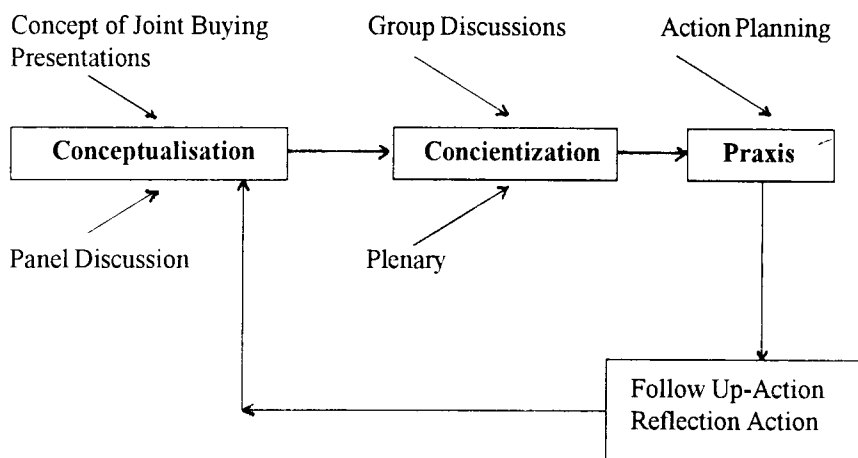 Concept of Joint Buying
Presentations
Group Discussions
Action Planning
Conceptualisation
Concientization
Praxis
Panel Discussion
Plenary
Follow Up-Action
Reflection Action